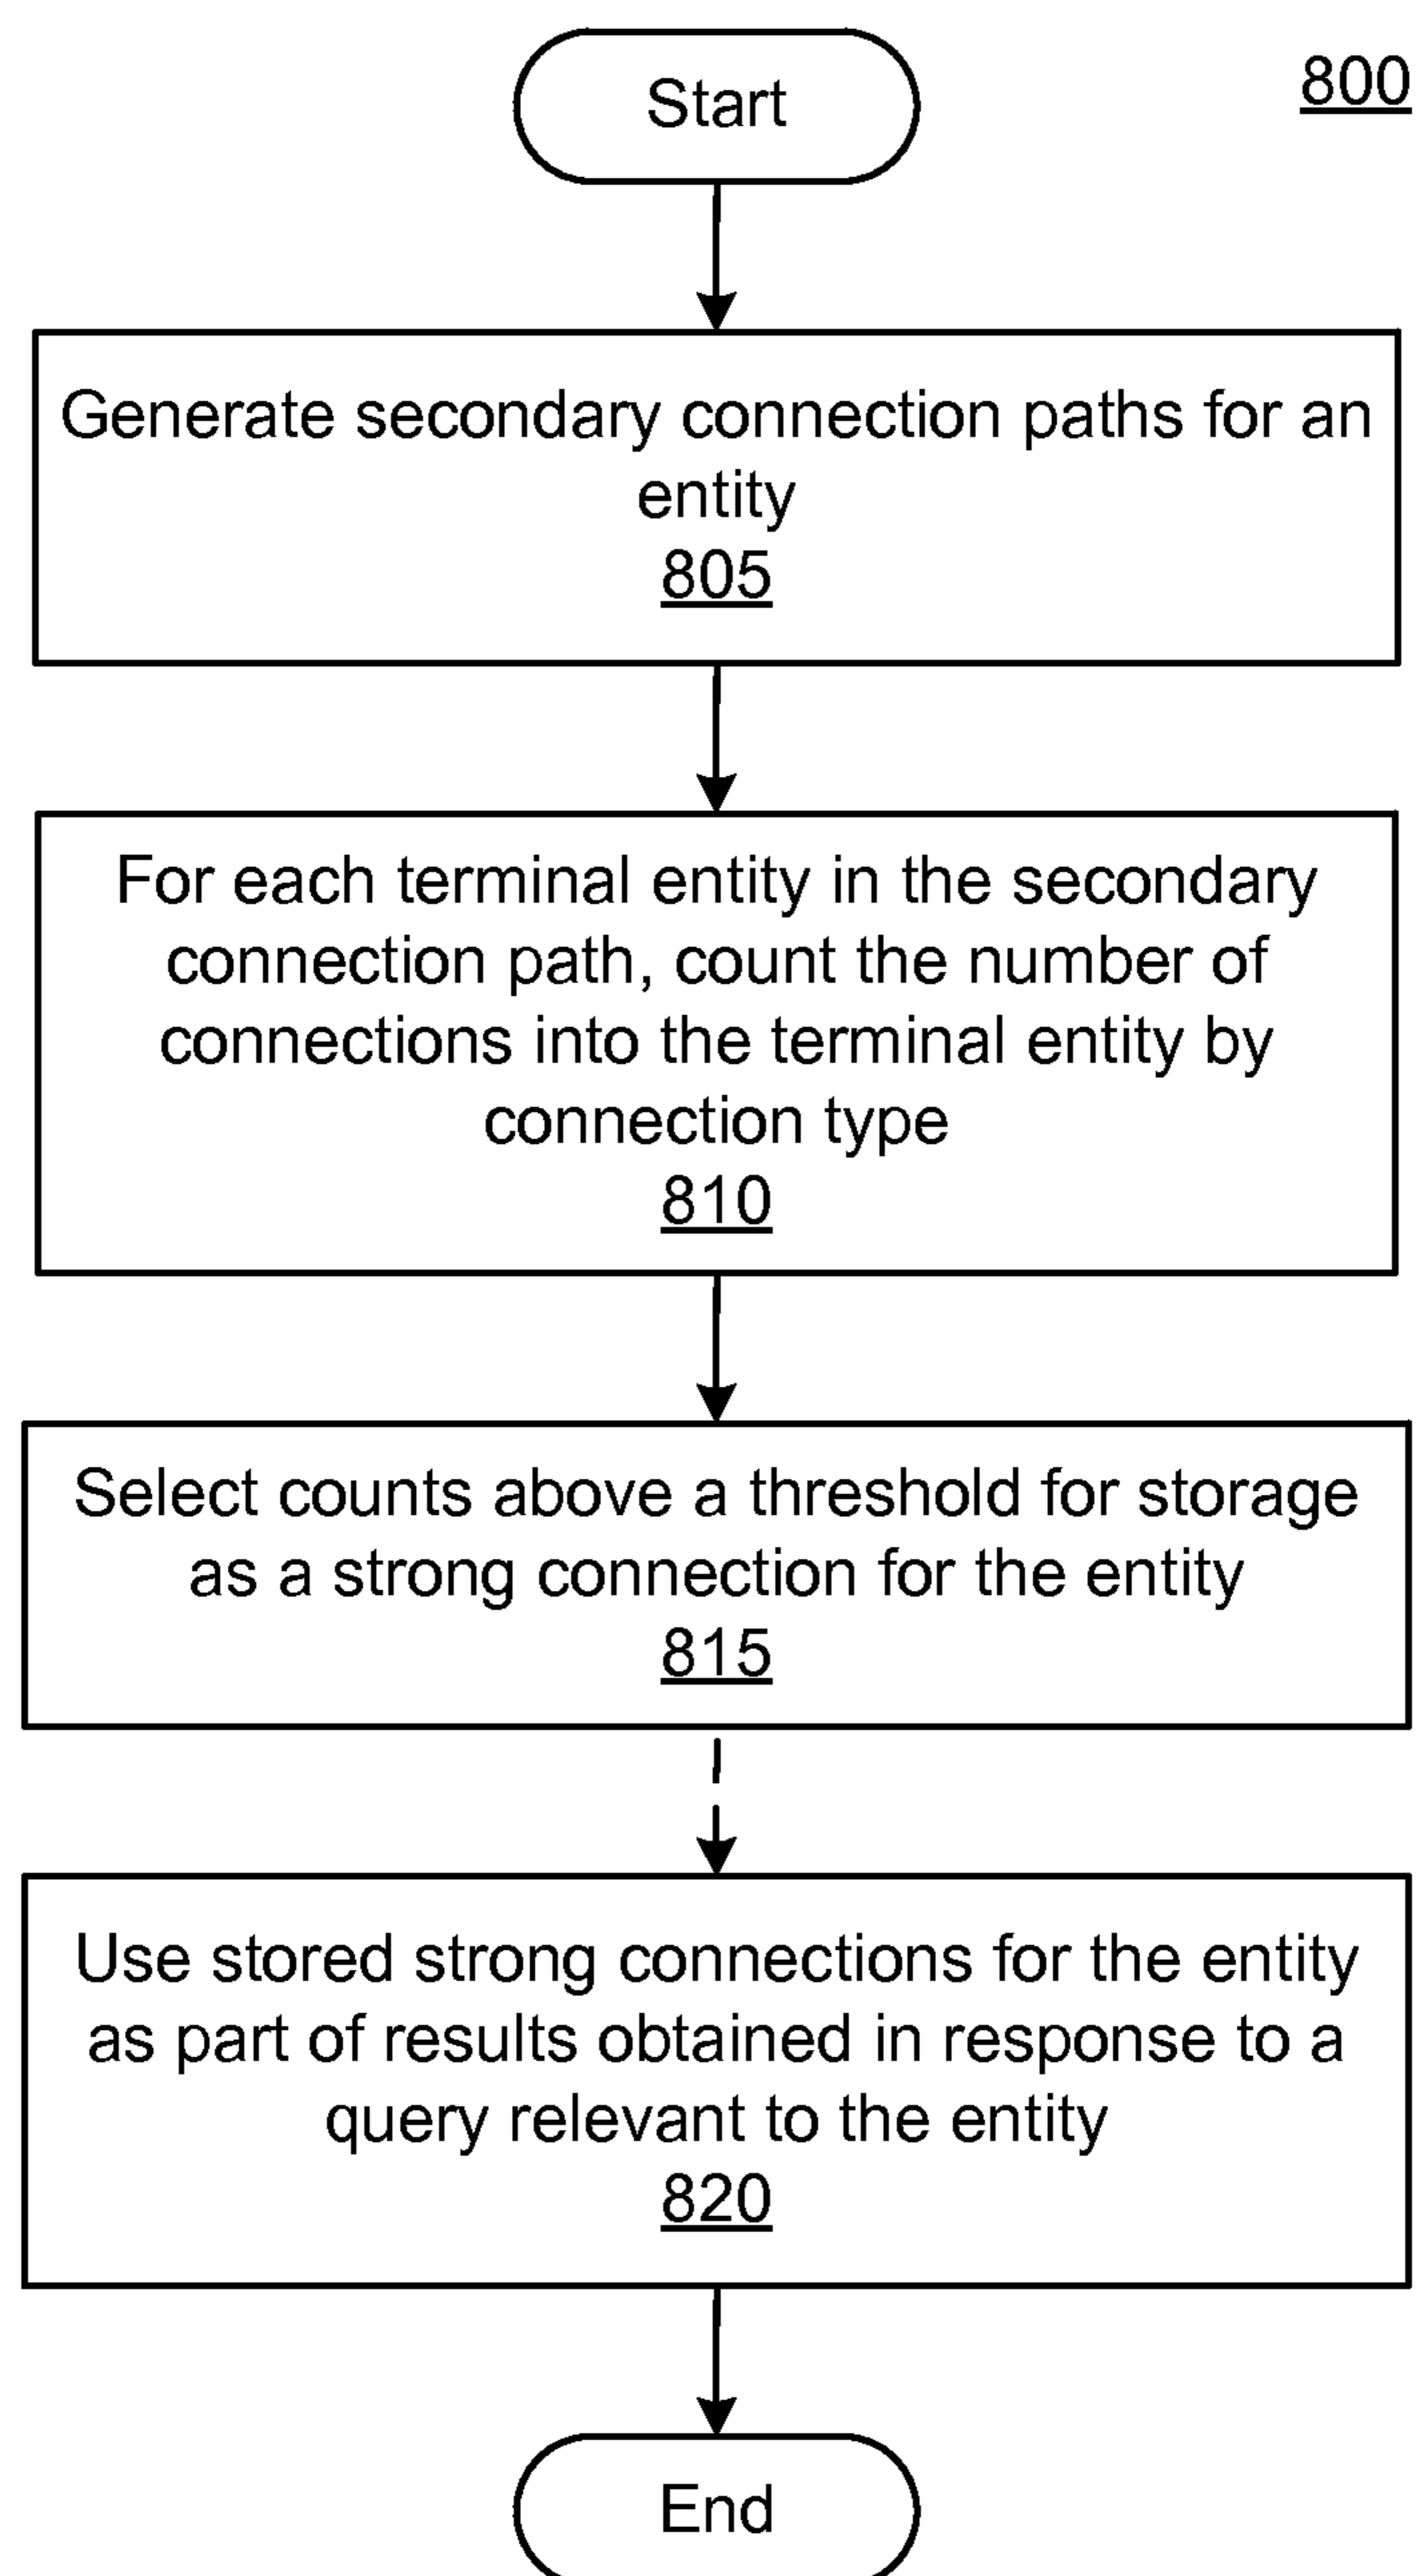 Start
800
Generate secondary connection paths for an
entity
805
For each terminal entity in the secondary
connection path, count the number of
connections into the terminal entity by
connection type
810
Select counts above a threshold for storage
as a strong connection for the entity
815
Use stored strong connections for the entity
as part of results obtained in response to a
query relevant to the entity
820
End